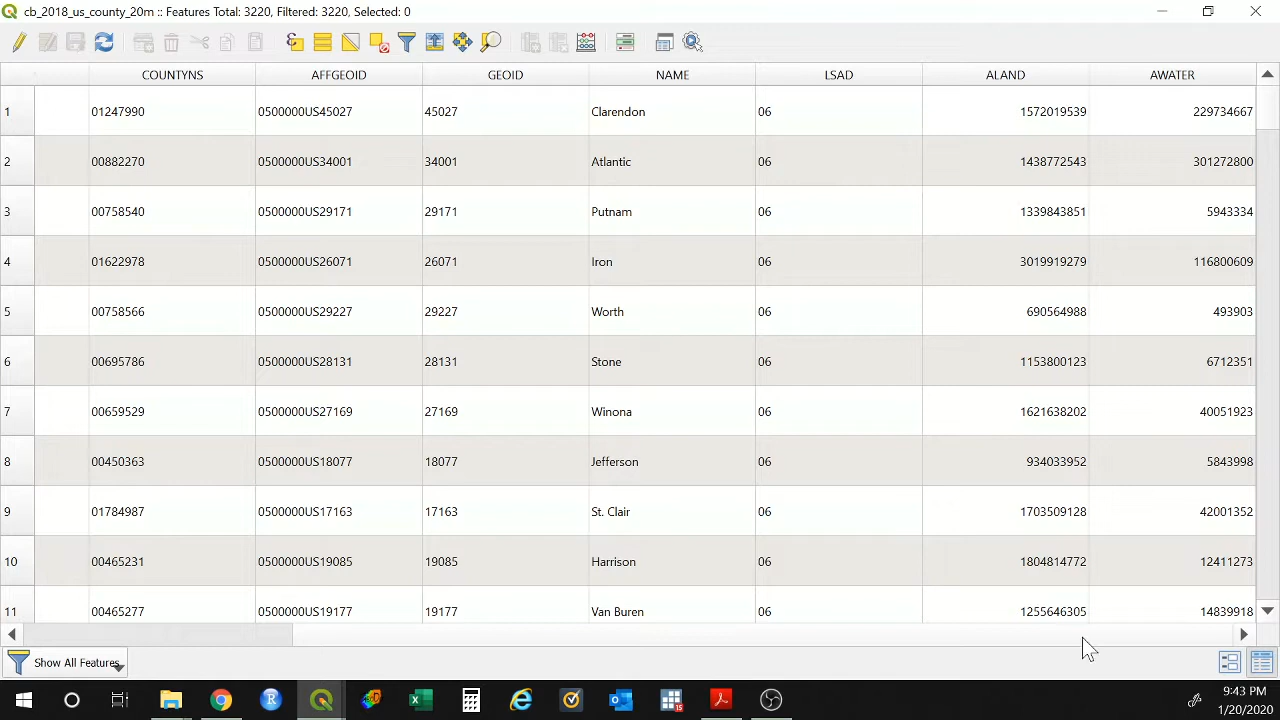 cb_2018_us_county_20m :: Features Total: 3220, Filtered: 3220, Selected: 0
COUNTYNS AFFGEOID GEOID NAME LSAD ALAND AWATER
1 01247990 0500000US45027 45027 Clarendon 06 1572019539 229734667
2 00882270 0500000US34001 34001 Atlantic 06 1438772543 301272800
3 00758540 0500000US29171 29171 Putnam 06 1339843851 5943334
4 01622978 0500000US26071 26071 Iron 06 3019919279 116800609
5 00758566 0500000US29227 29227 Worth 06 690564988 493903
6 00695786 0500000US28131 28131 Stone 06 1153800123 6712351
7 00659529 0500000US27169 27169 Winona 06 1621638202 40051923
8 00450363 0500000US18077 18077 Jefferson 06 934033952 5843998
9 01784987 0500000US17163 17163 St. Clair 06 1703509128 42001352
10 00465231 0500000US19085 19085 Harrison 06 1804814772 12411273
11 00465277 0500000US19177 19177 Van Buren 06 1255646305 14839918
Show All Features
9:43 PM
1/20/2020